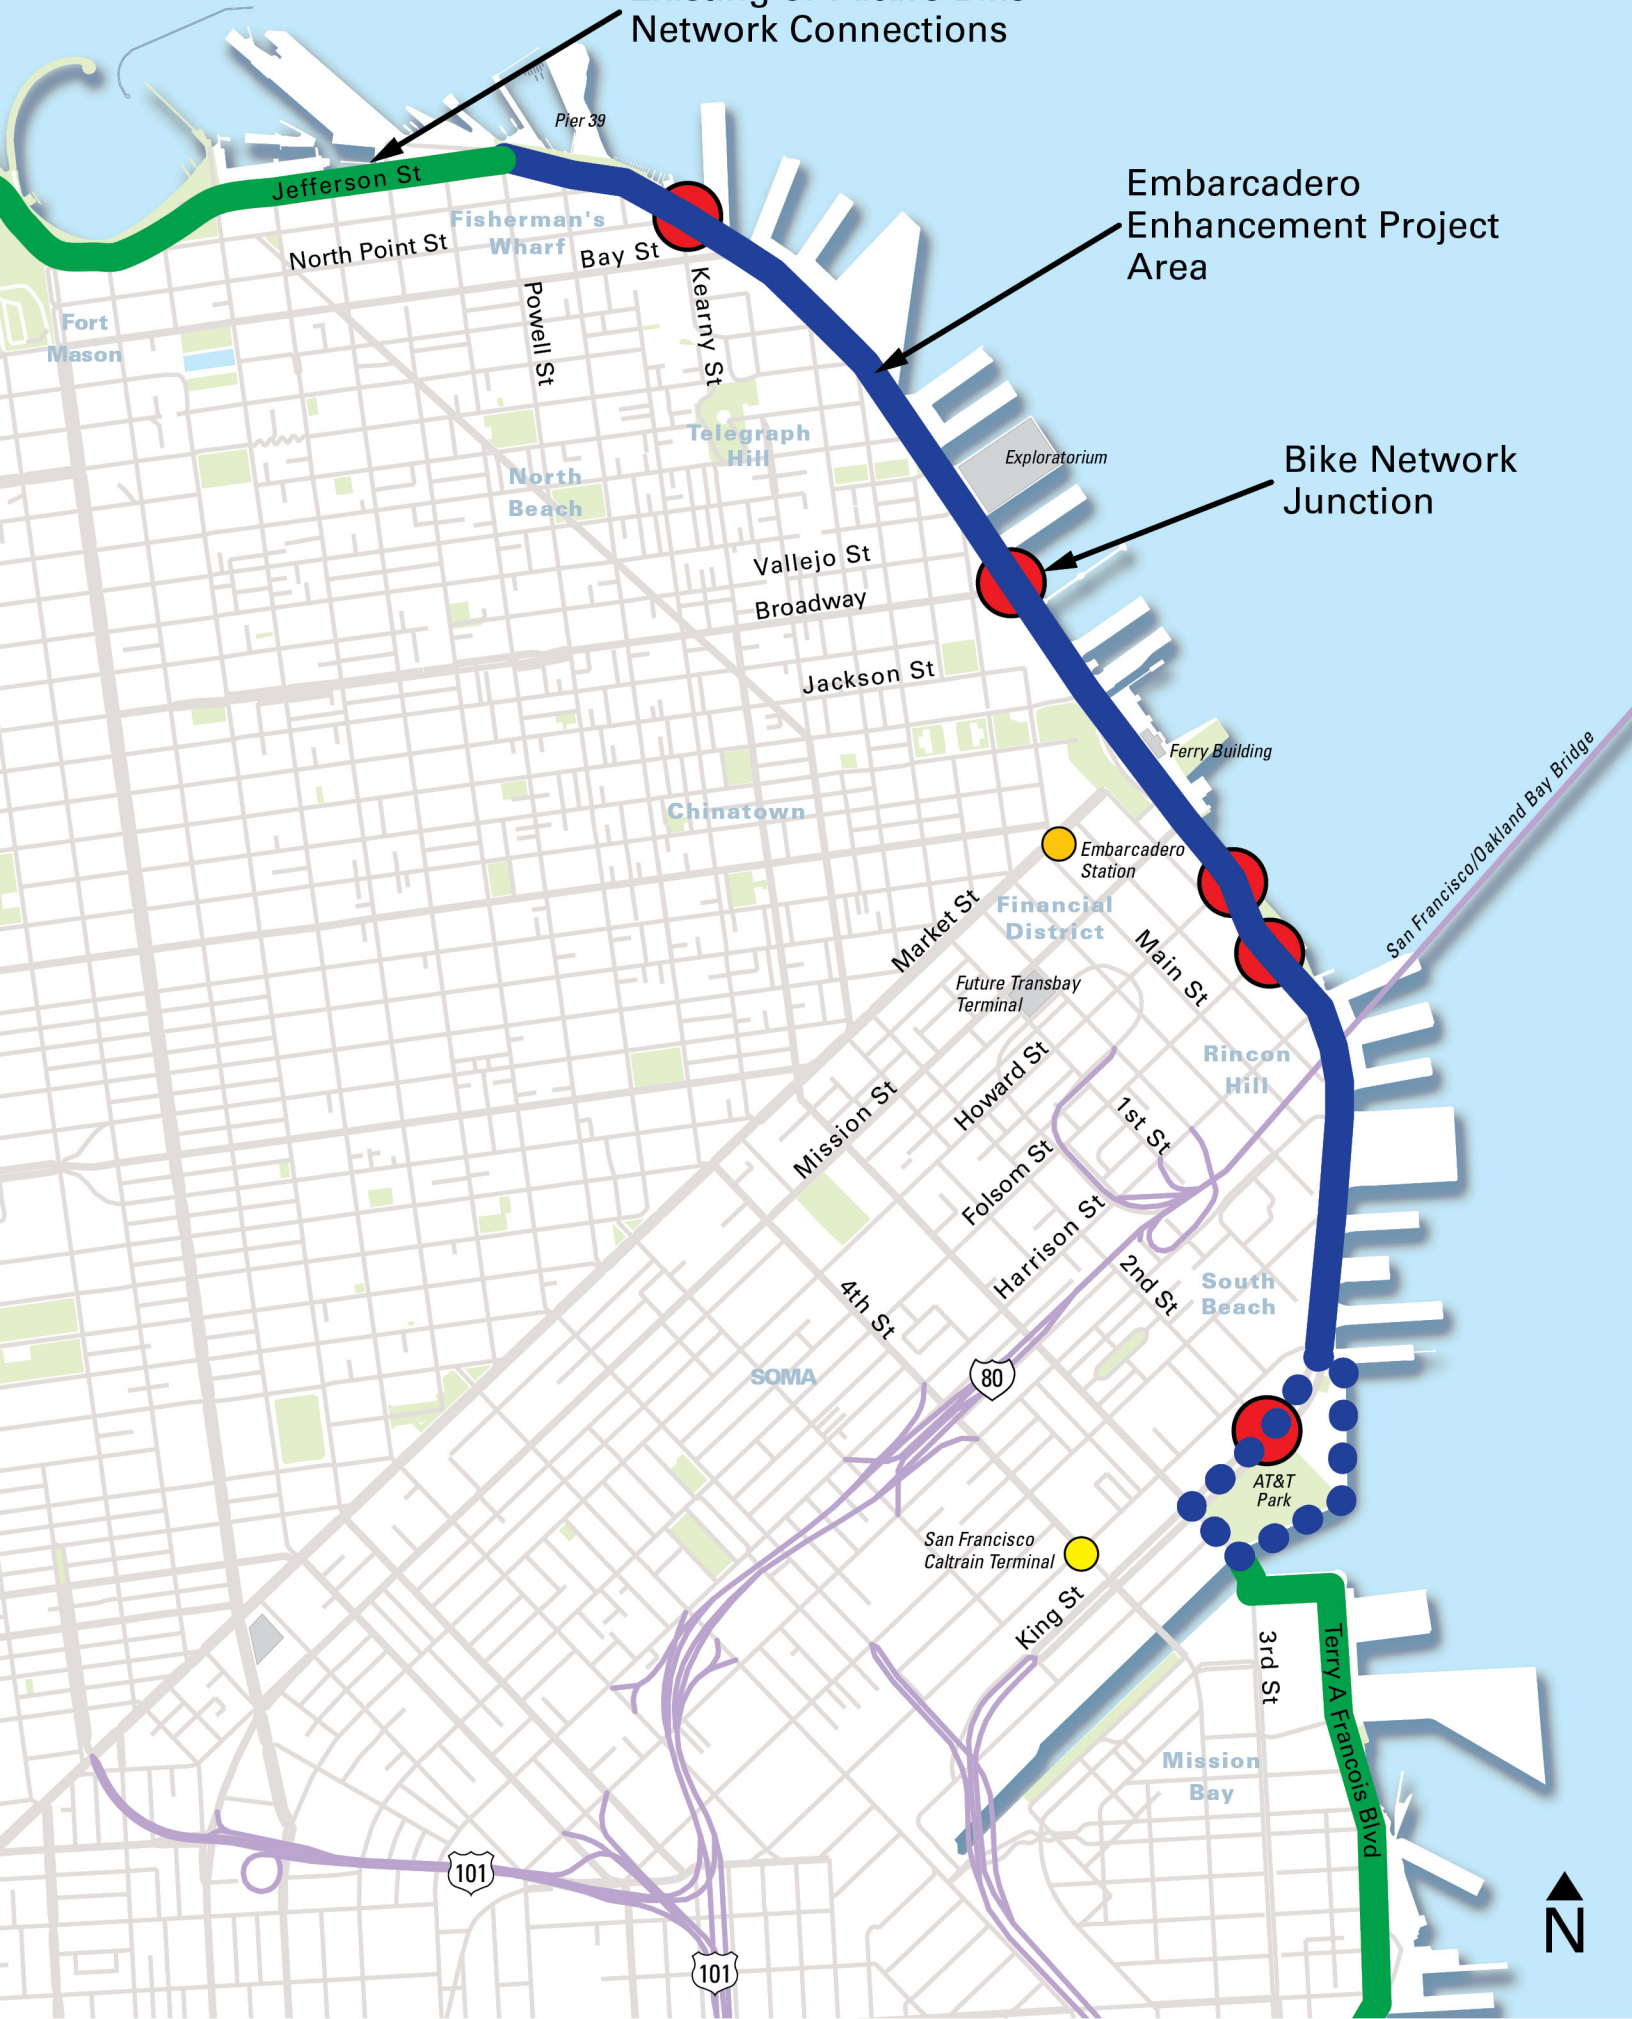 Network Connections
Pier 39
Embarcadero
Enhancement Project
Area
Jefferson St
Fisherman's
Wharf
North Point St
Bay St
Powell St
Kearny St
Fort
Mason
Telegraph
Hill
Exploratorium
Bike Network
Junction
North
Beach
Vallejo St
Broadway
Jackson St
Ferry Building
San Francisco/Oakland Bay Bridge
Chinatown
Embarcadero
Station
Market St
Financial
District
Main St
Future Transbay
Terminal
Rincon
Hill
Howard St
Mission St
1st St
Folsom St
Harrison St
2nd St
South
Beach
4th St
SOMA
80
AT&T
Park
San Francisco
Caltrain Terminal
King St
3rd St
Terry A Francois Blvd
Mission
Bay
101
101
N